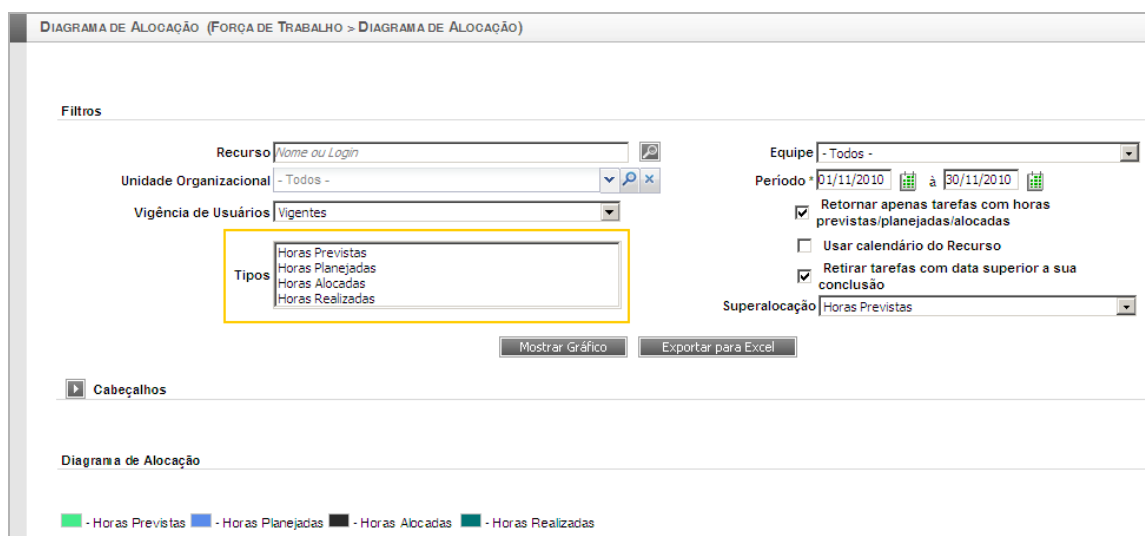 DIAGRAMA DE ALOCAÇÃO (FORÇA DE TRABALHO > DIAGRAMA DE ALOCAÇÃO)
Filtros
Recurso Nome ou Login
Equipe - Todos -
Unidade Organizacional - Todos -
Período * 01/11/2010 à 30/11/2010
Vigência de Usuários Vigentes
Retornar apenas tarefas com horas
previstas/planejadas/alocadas
Usar calendário do Recurso
Tipos
Horas Previstas
Horas Planejadas
Horas Alocadas
Horas Realizadas
Retirar tarefas com data superior a sua
conclusão
Superalocação Horas Previstas
Mostrar Gráfico Exportar para Excel
Cabeçalhos
Diagrama de Alocação
- Horas Previstas - Horas Planejadas - Horas Alocadas - Horas Realizadas